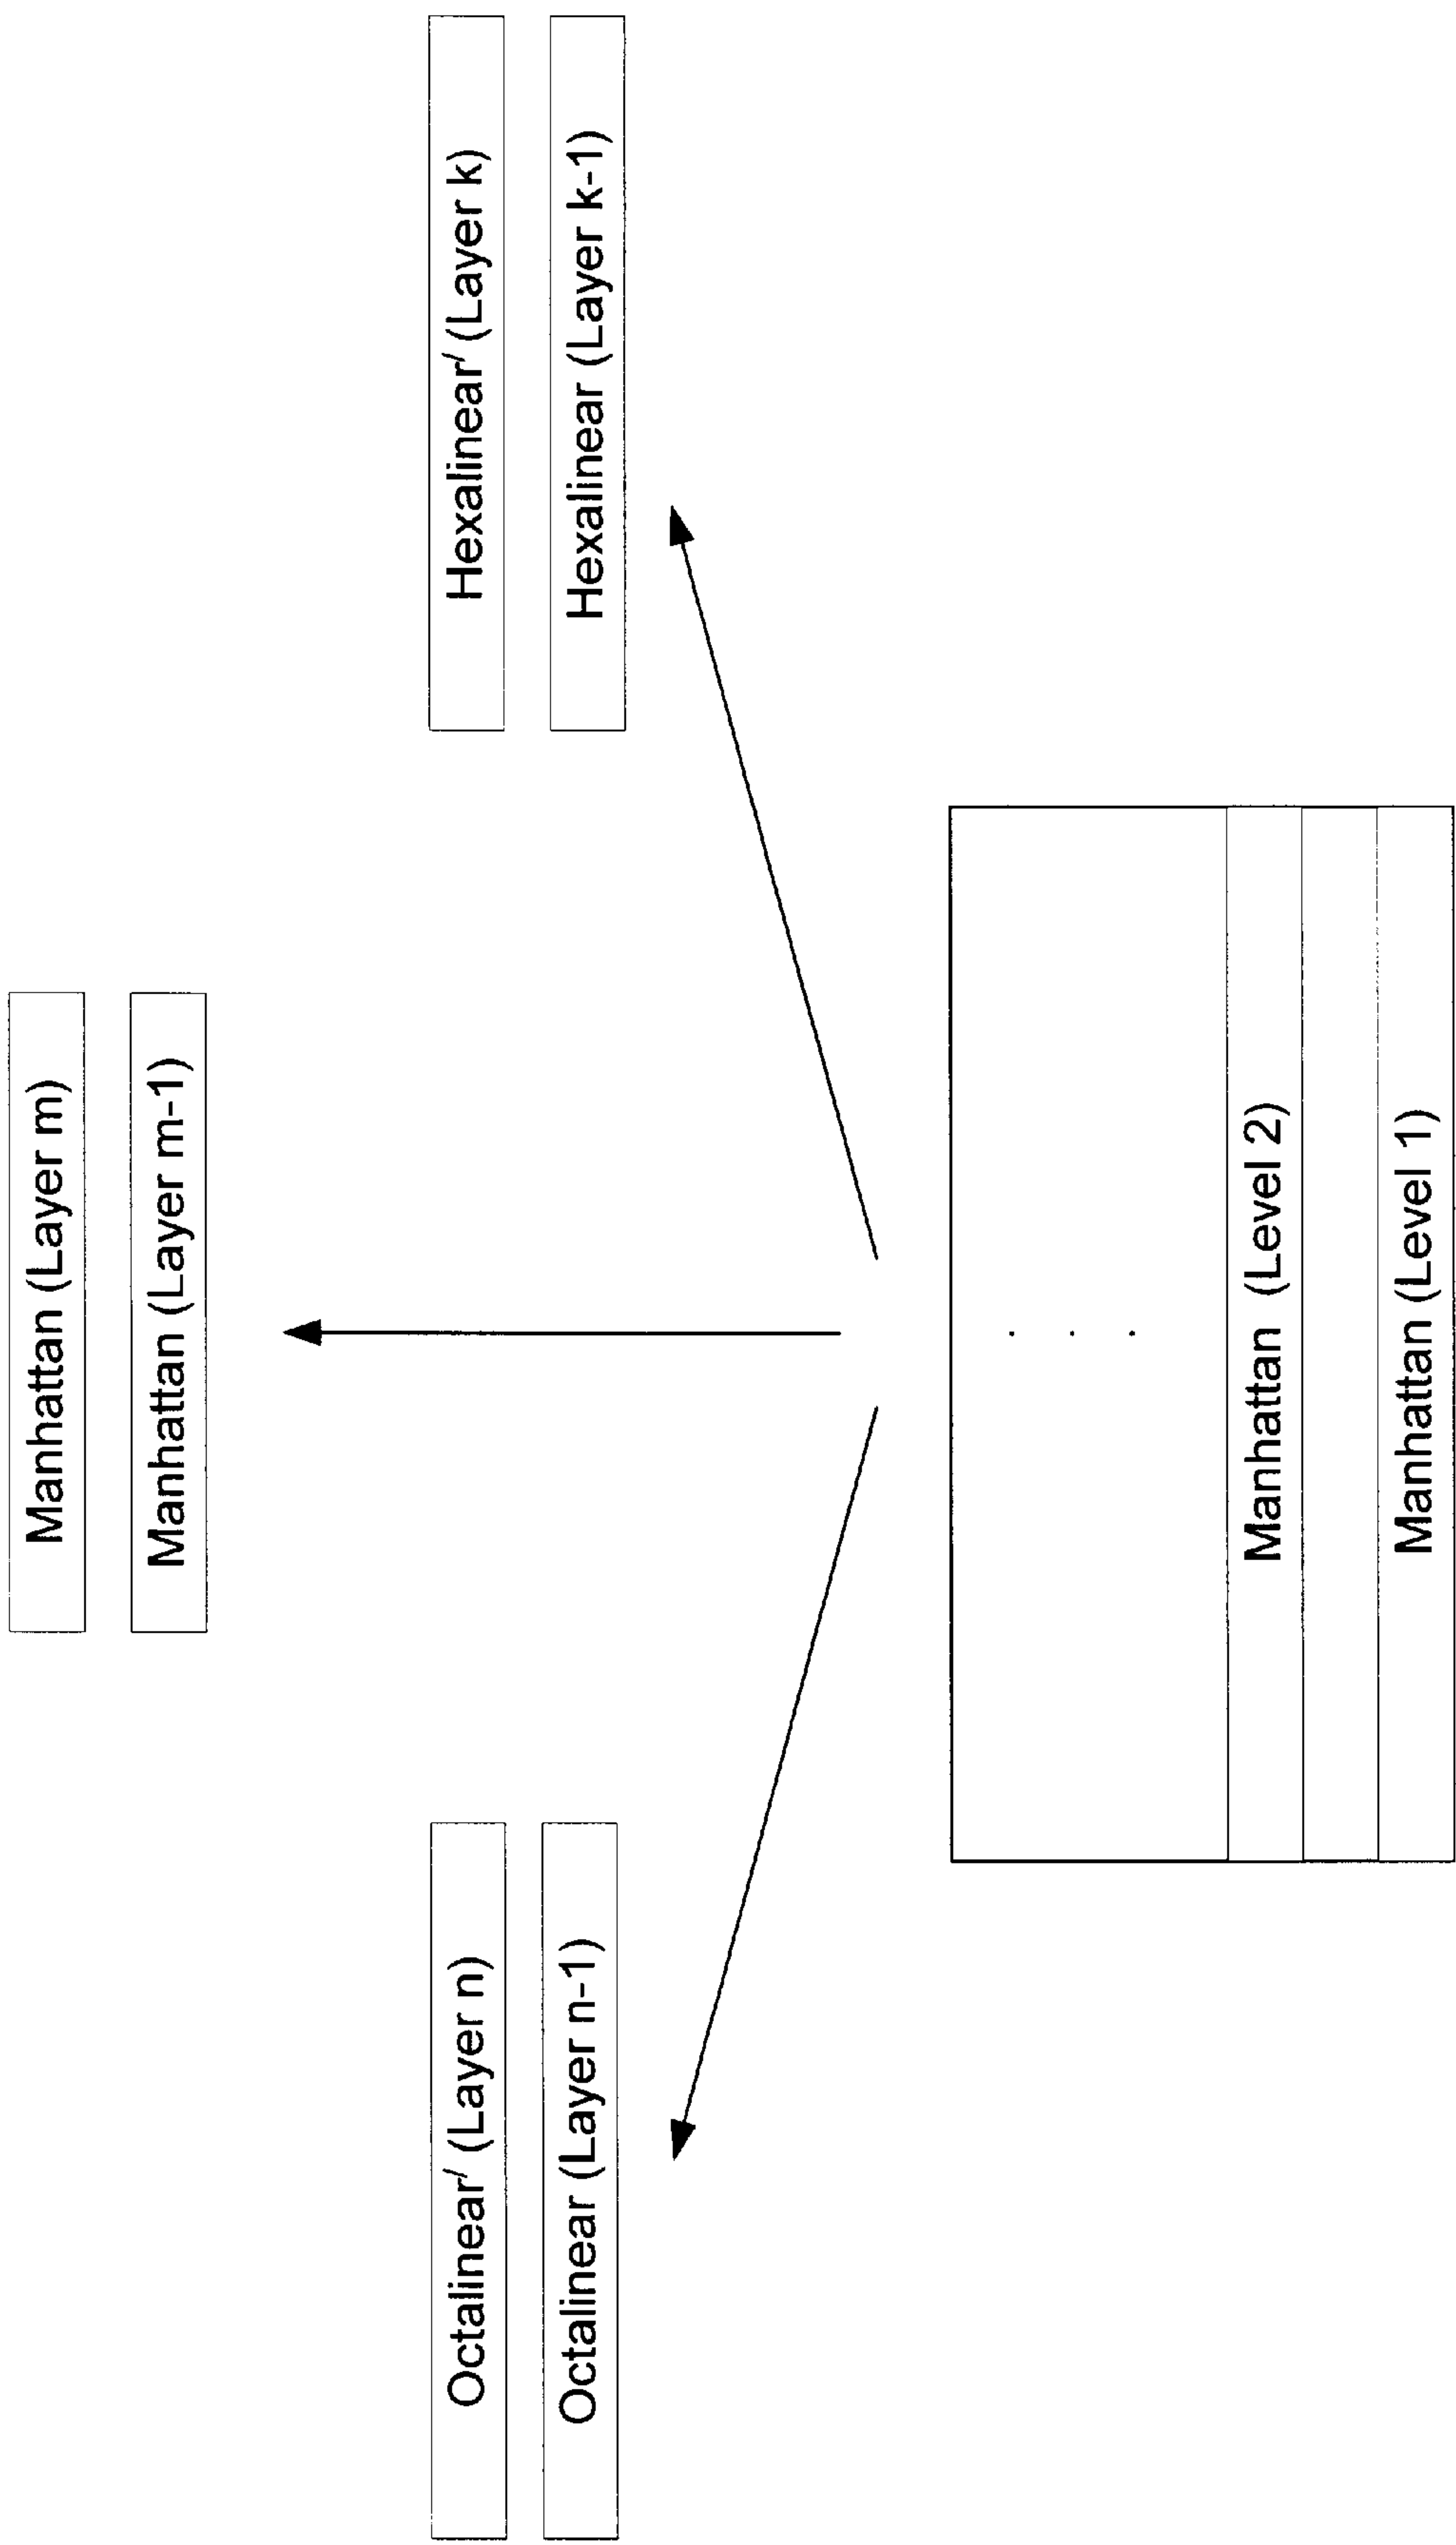 Manhattan (Layer m)
Manhattan (Layer m-1)
Octalinear' (Layer n)
Octalinear (Layer n-1)
Hexalinear' (Layer k)
Hexalinear (Layer k-1)
. . .
Manhattan (Level 2)
Manhattan (Level 1)